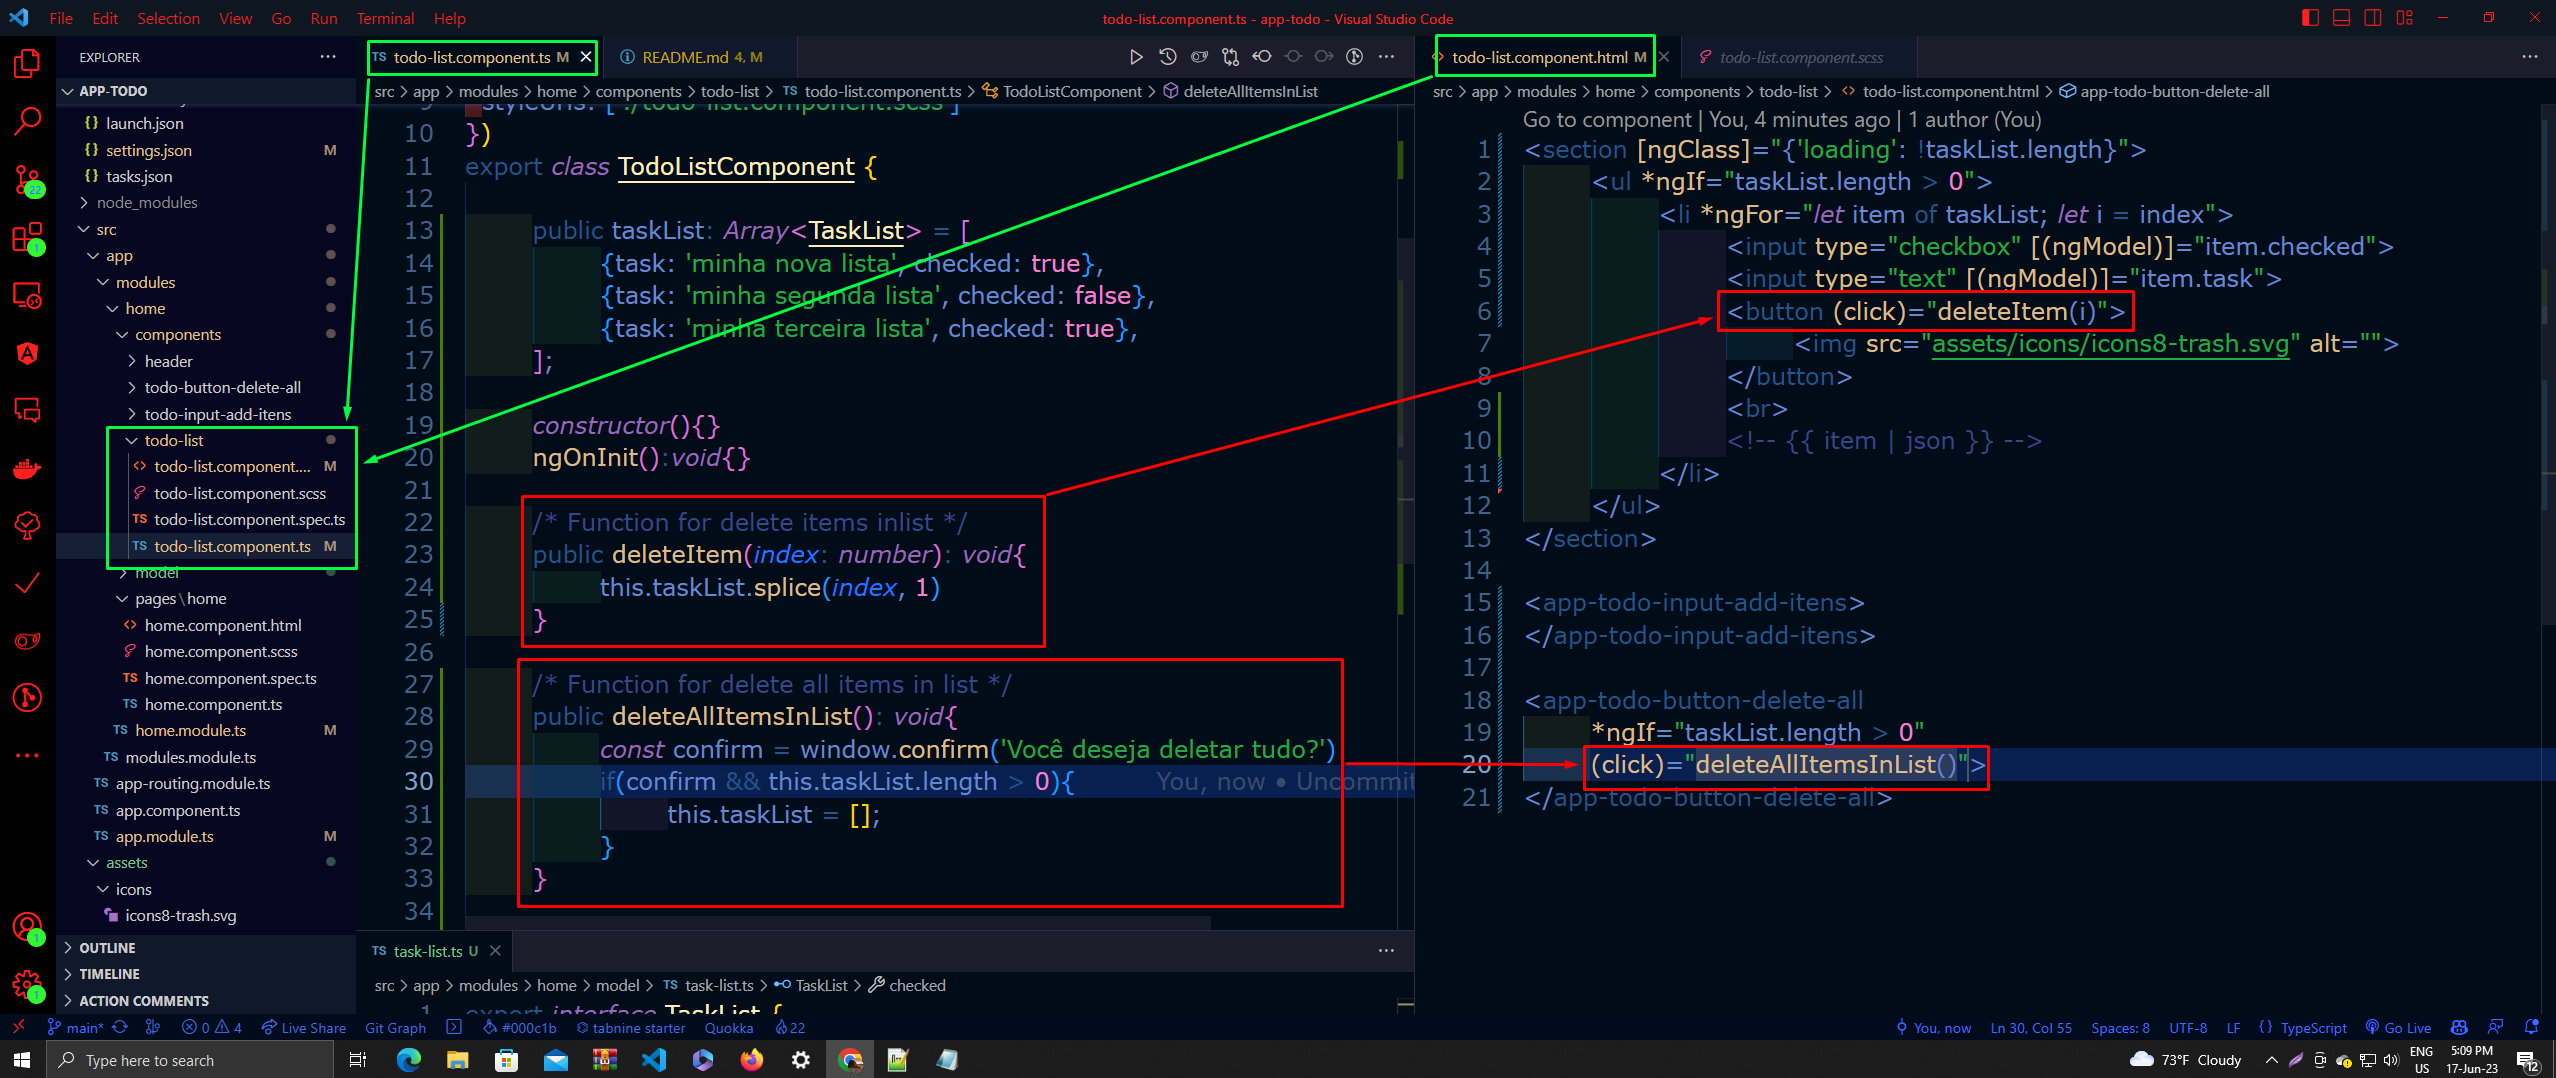 File Edit Selection View Go Run Terminal Help
todo-list.component.ts - app-todo - Visual Studio Code
EXPLORER
APP-TODO
launch.json
settings.json M
tasks.json
node_modules
src
app
modules
home
components
header
todo-button-delete-all
todo-input-add-itens
todo-list
todo-list.component.... M
todo-list.component.scss
todo-list.component.spec.ts
todo-list.component.ts M
model
pages\home
home.component.html
home.component.scss
home.component.spec.ts
home.component.ts
home.module.ts M
modules.module.ts
app-routing.module.ts
app.component.ts
app.module.ts M
assets
icons
icons8-trash.svg
OUTLINE
TIMELINE
ACTION COMMENTS
22
1
1
1
TS todo-list.component.ts M
README.md 4, M
src > app > modules > home > components > todo-list > TS todo-list.component.ts > TodoListComponent > deleteAllItemsInList
9 styleUrls: ['./todo-list.component.scss']
10 })
11 export class TodoListComponent {
12
13 public taskList: Array<TaskList> = [
14 {task: 'minha nova lista', checked: true},
15 {task: 'minha segunda lista', checked: false},
16 {task: 'minha terceira lista', checked: true},
17 ];
18
19 constructor(){}
20 ngOnInit():void{}
21
22 /* Function for delete items inlist */
23 public deleteItem(index: number): void{
24 this.taskList.splice(index, 1)
25 }
26
27 /* Function for delete all items in list */
28 public deleteAllItemsInList(): void{
29 const confirm = window.confirm('Você deseja deletar tudo?')
30 if(confirm && this.taskList.length > 0){ You, now • Uncommit
31 this.taskList = [];
32 }
33 }
34
TS task-list.ts U
src > app > modules > home > model > TS task-list.ts > TaskList > checked
1 export interface TaskList {
todo-list.component.html M
todo-list.component.scss
src > app > modules > home > components > todo-list > todo-list.component.html > app-todo-button-delete-all
Go to component | You, 4 minutes ago | 1 author (You)
1 <section [ngClass]="{'loading': !taskList.length}">
2 <ul *ngIf="taskList.length > 0">
3 <li *ngFor="let item of taskList; let i = index">
4 <input type="checkbox" [(ngModel)]="item.checked">
5 <input type="text" [(ngModel)]="item.task">
6 <button (click)="deleteItem(i)">
7 <img src="assets/icons/icons8-trash.svg" alt="">
8 </button>
9 <br>
10 <!-- {{ item | json }} -->
11 </li>
12 </ul>
13 </section>
14
15 <app-todo-input-add-itens>
16 </app-todo-input-add-itens>
17
18 <app-todo-button-delete-all
19 *ngIf="taskList.length > 0"
20 (click)="deleteAllItemsInList()">
21 </app-todo-button-delete-all>
main* 0 4 Live Share Git Graph #000c1b tabnine starter Quokka 22
You, now Ln 30, Col 55 Spaces: 8 UTF-8 LF {} TypeScript Go Live
Type here to search
73°F Cloudy
ENG US
5:09 PM
17-Jun-23
12